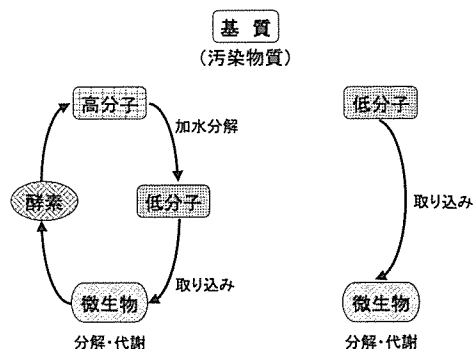 基 質
(汚染物質)
高分子
加水分解
低分子
酵素
取り込み
微生物
分解・代謝
低分子
取り込み
微生物
分解・代謝